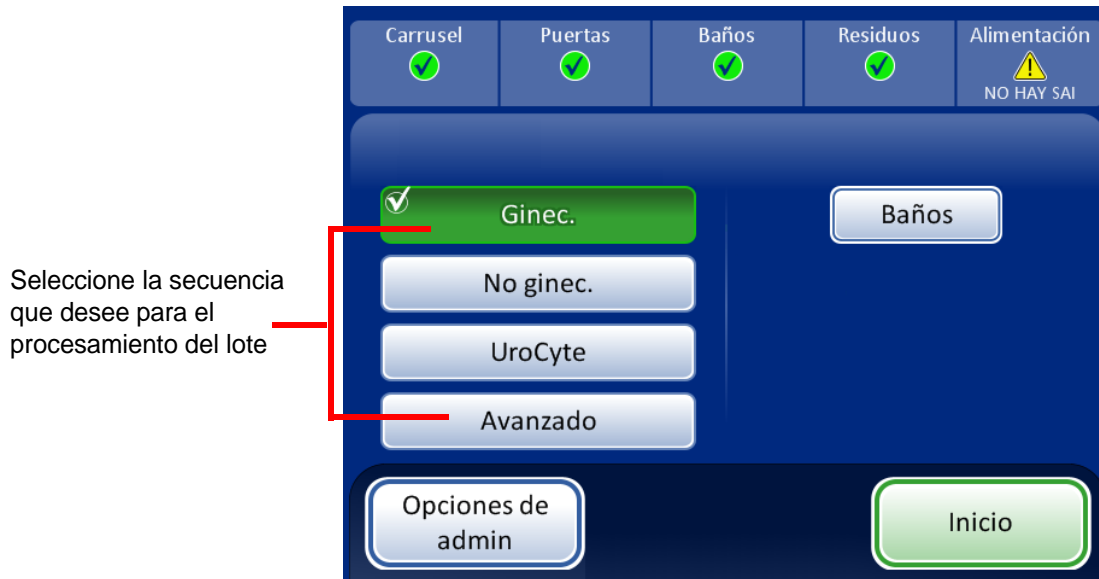 Carrusel
Puertas
Baños
Residuos
Alimentación
NO HAY SAI
Ginec.
Baños
No ginec.
UroCyte
Avanzado
Seleccione la secuencia
que desee para el
procesamiento del lote
Opciones de
admin
Inicio